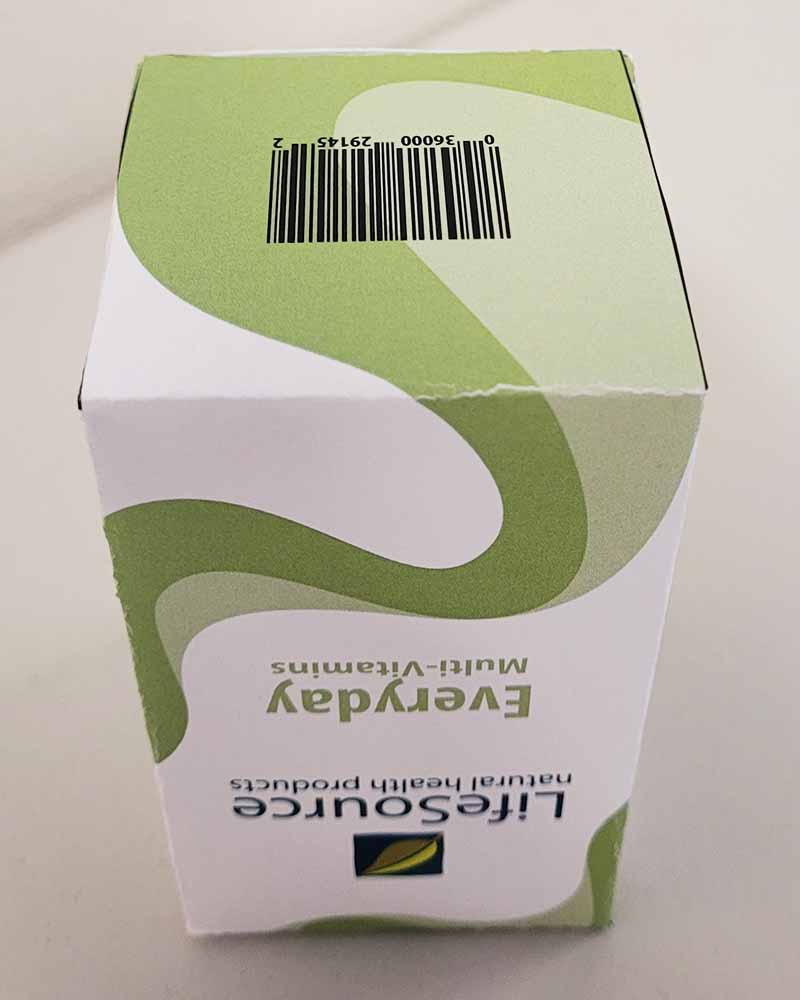 LifeSource
natural health products
Everyday
Multi-Vitamins
0 36000 29145 2